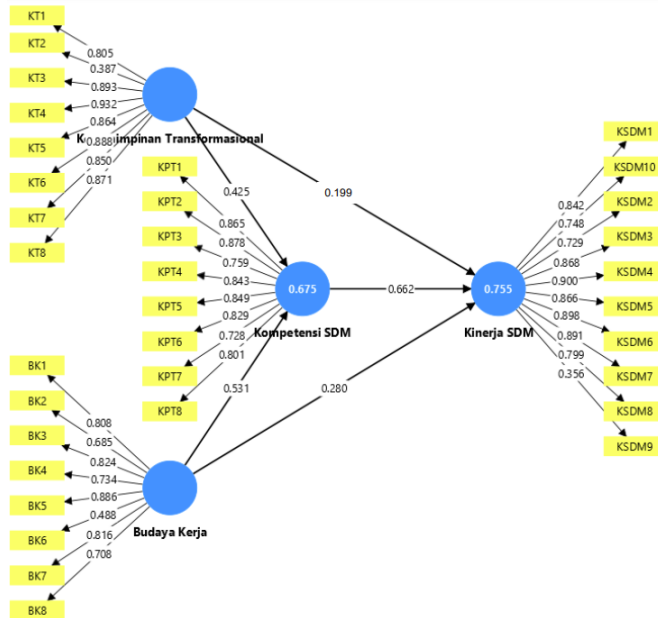 KT1
KT2
KT3
KT4
KT5
KT6
KT7
KT8
0.805
0.387
0.893
0.932
0.864
0.888
0.850
0.871
impinan Transformasional
KPT1
KPT2
KPT3
KPT4
KPT5
KPT6
KPT7
KPT8
0.865
0.878
0.759
0.843
0.849
0.829
0.728
0.801
0.425
0.199
0.675
Kompetensi SDM
0.662
0.755
Kinerja SDM
KSDM1
KSDM10
KSDM2
KSDM3
KSDM4
KSDM5
KSDM6
KSDM7
KSDM8
KSDM9
0.842
0.748
0.729
0.868
0.900
0.866
0.898
0.891
0.799
0.356
0.531
0.280
BK1
BK2
BK3
BK4
BK5
BK6
BK7
BK8
0.808
0.685
0.824
0.734
0.886
0.488
0.816
0.708
Budaya Kerja